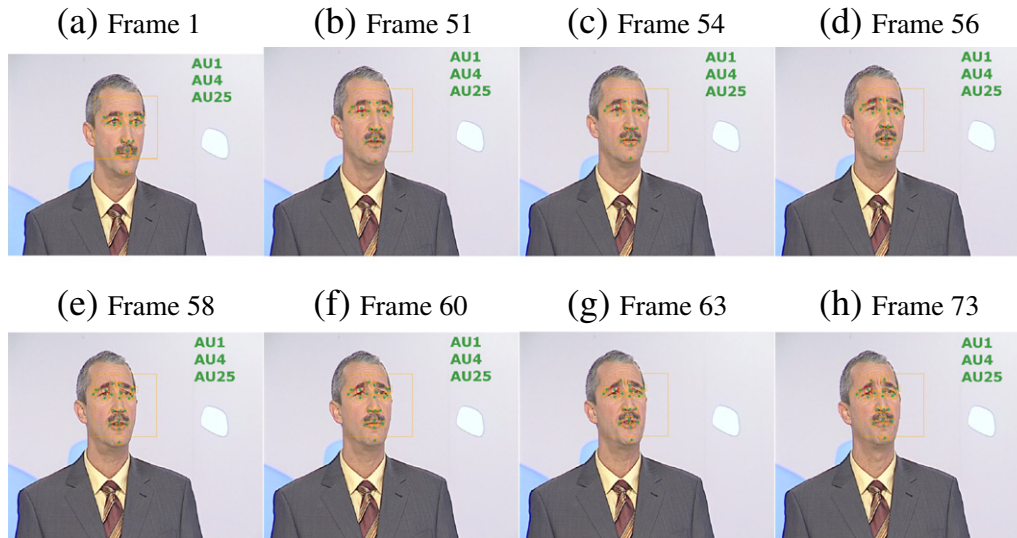 (a) Frame 1
(b) Frame 51
(c) Frame 54
(d) Frame 56
AU1
AU4
AU25
AU1
AU4
AU25
AU1
AU4
AU25
AU1
AU4
AU25
(e) Frame 58
(f) Frame 60
(g) Frame 63
(h) Frame 73
AU1
AU4
AU25
AU1
AU4
AU25
AU1
AU4
AU25
AU1
AU4
AU25